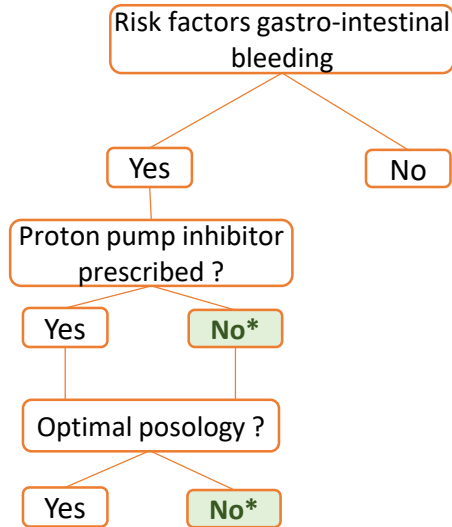 Risk factors gastro-intestinal
bleeding
Yes
No
Proton pump inhibitor
prescribed ?
Yes
No*
Optimal posology ?
Yes
No*